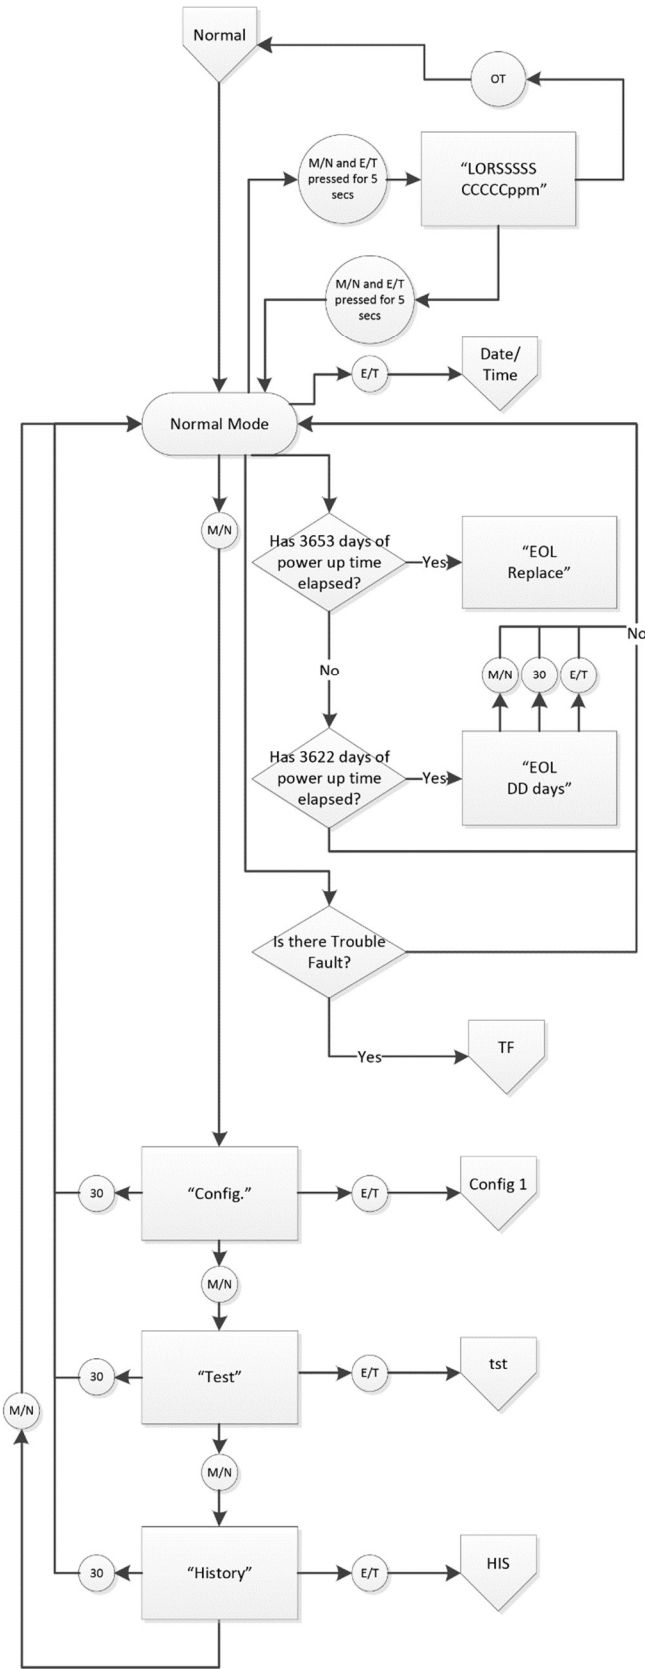 Normal
OT
M/N and E/T
pressed for 5
secs
“LORSSSSS
CCCCCppm”
M/N and E/T
pressed for 5
secs
E/T
Date/
Time
Normal Mode
M/N
Has 3653 days of
power up time
elapsed?
Yes
“EOL
Replace”
No
No
M/N
30
E/T
Has 3622 days of
power up time
elapsed?
Yes
“EOL
DD days”
Is there Trouble
Fault?
Yes
TF
30
“Config.”
E/T
Config 1
M/N
30
“Test”
E/T
tst
M/N
M/N
30
“History”
E/T
HIS